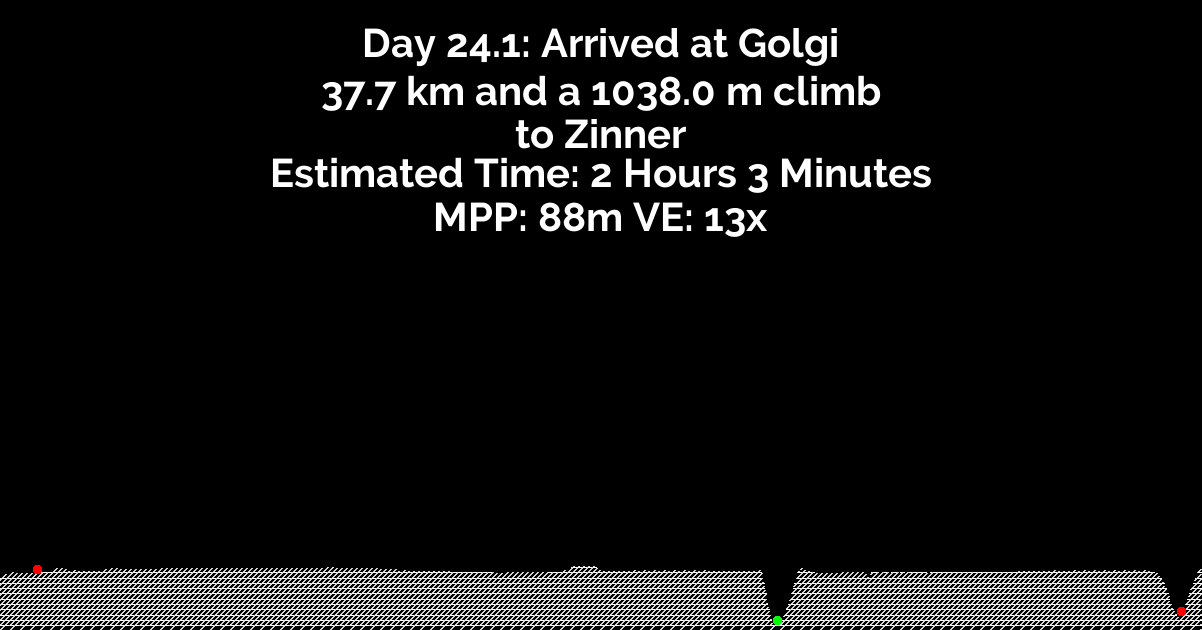 Day 24.1: Arrived at Golgi
37.7 km and a 1038.0 m climb
to Zinner
Estimated Time: 2 Hours 3 Minutes
MPP: 88m VE: 13x